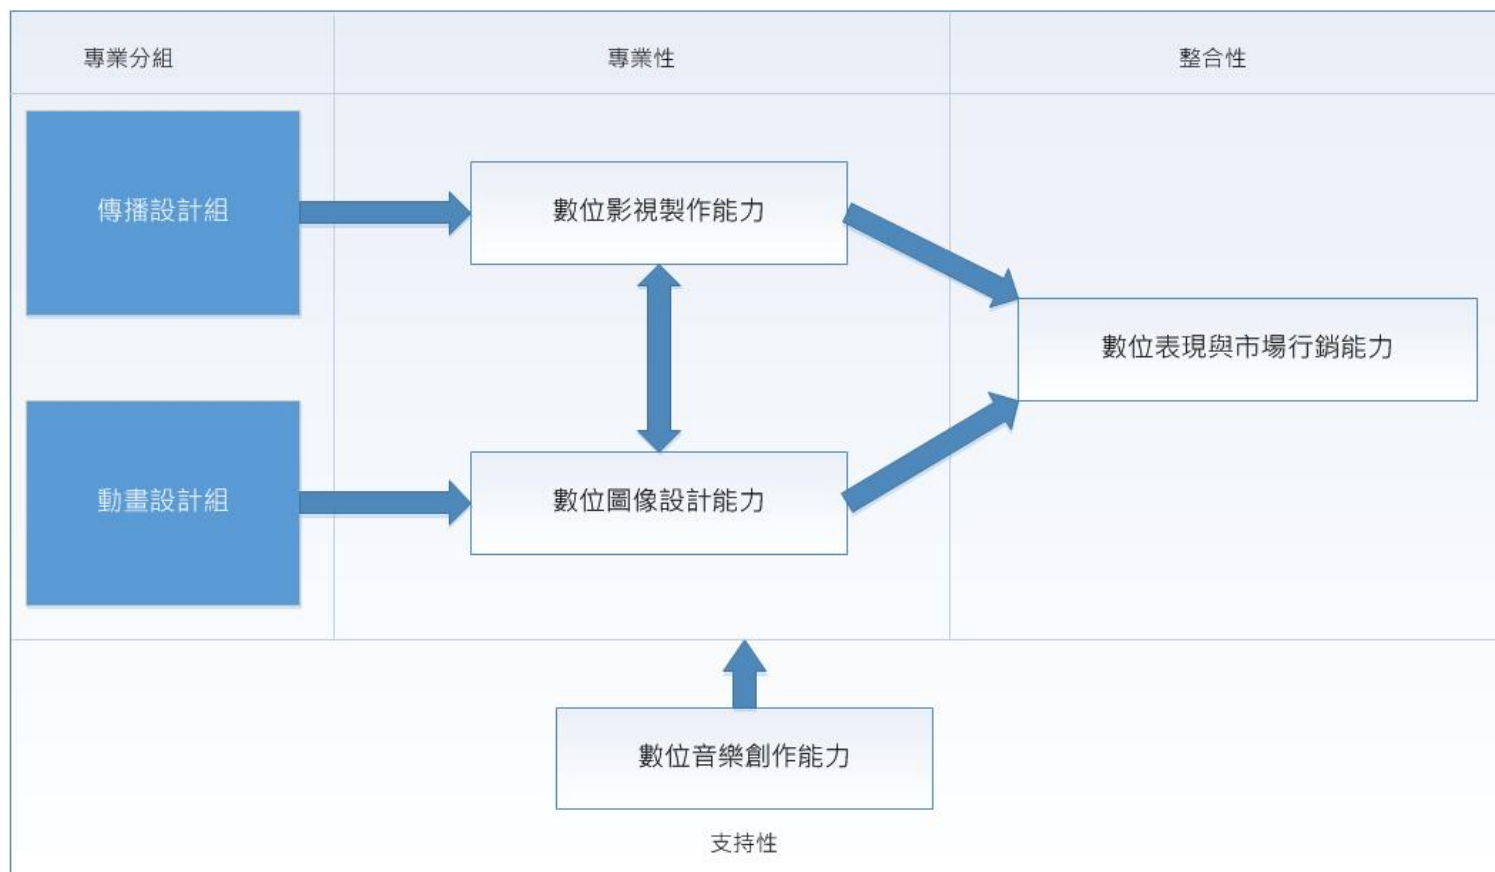 專業分組
專業性
整合性
傳播設計組
數位影視製作能力
數位表現與市場行銷能力
動畫設計組
數位圖像設計能力
數位音樂創作能力
支持性